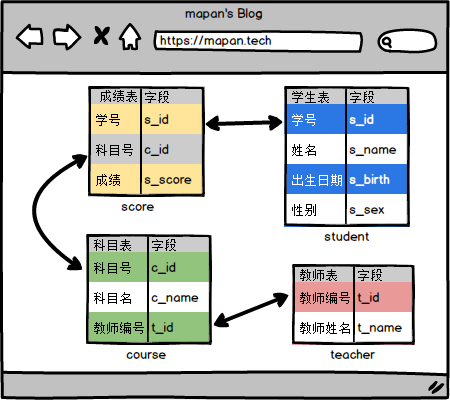 mapan's Blog
https://mapan.tech
成绩表 字段
学号 s_id
科目号 c_id
成绩 s_score
score
学生表 字段
学号 s_id
姓名 s_name
出生日期 s_birth
性别 s_sex
student
科目表 字段
科目号 c_id
科目名 c_name
教师编号 t_id
course
教师表 字段
教师编号 t_id
教师姓名 t_name
teacher